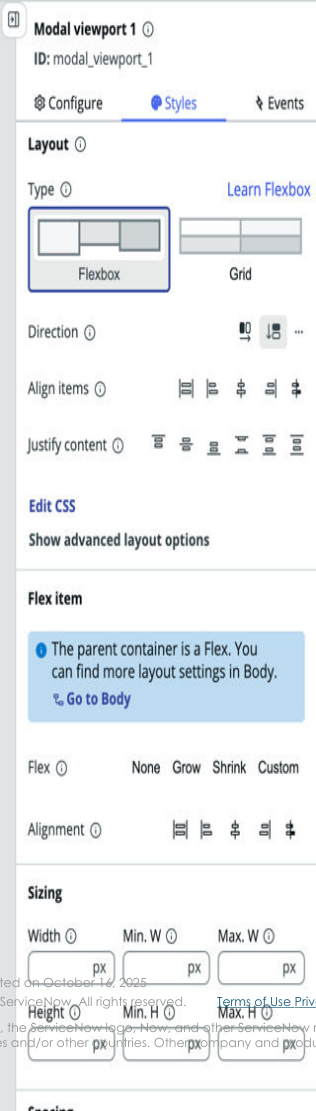 Modal viewport 1
ID: modal_viewport_1
Configure Styles Events
Layout
Type Learn Flexbox
Flexbox Grid
Direction
Align items
Justify content
Edit CSS
Show advanced layout options
Flex item
The parent container is a Flex. You
can find more layout settings in Body.
Go to Body
Flex None Grow Shrink Custom
Alignment
Sizing
Width Min. W Max. W
px px px
ted on October 16, 2025
ServiceNow. All rights reserved. Terms of Use Priv
Height Min. H Max. H
, the ServiceNow logo, Now, and other ServiceNow
es and/or other countries. Other company and produ
px px px
Spacing